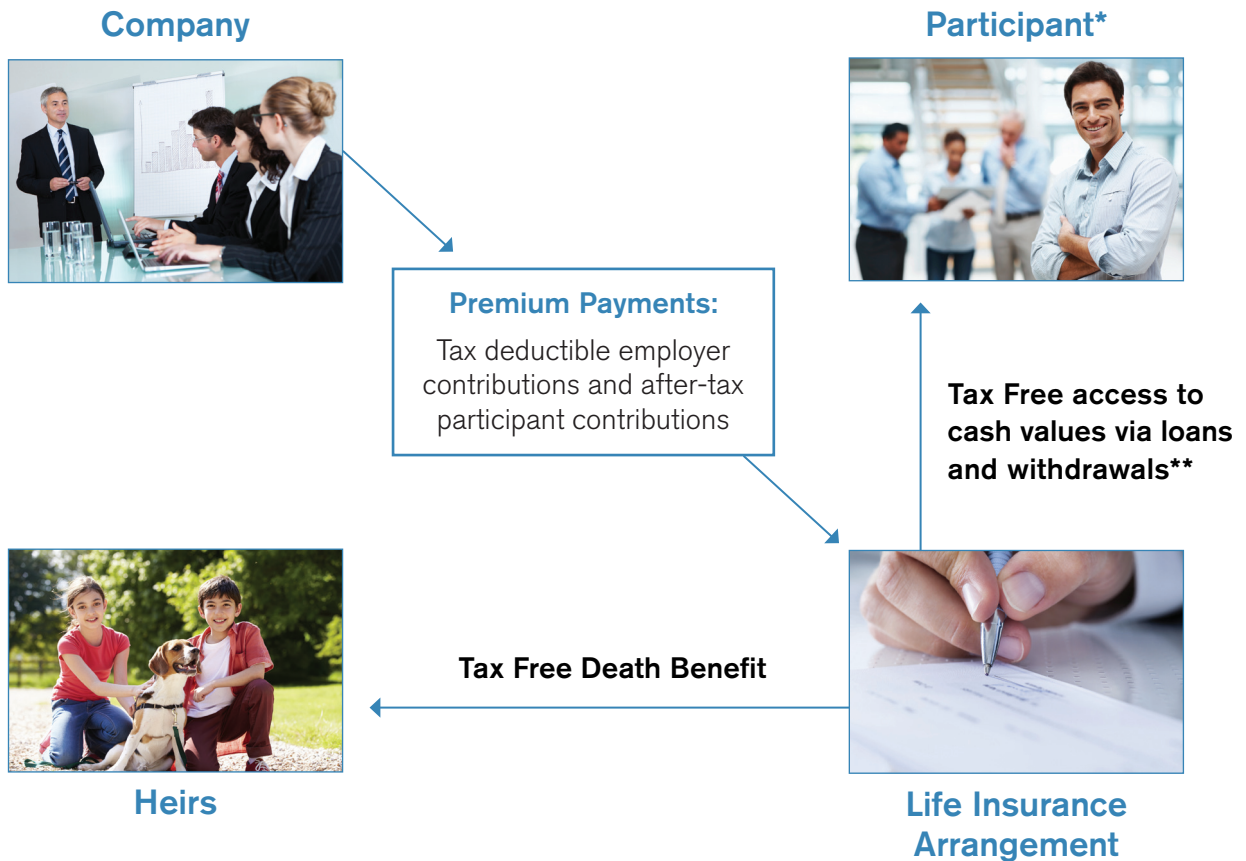 Company
Participant*
Premium Payments:
Tax deductible employer
contributions and after-tax
participant contributions
Tax Free access to
cash values via loans
and withdrawals**
Tax Free Death Benefit
Heirs
Life Insurance
Arrangement